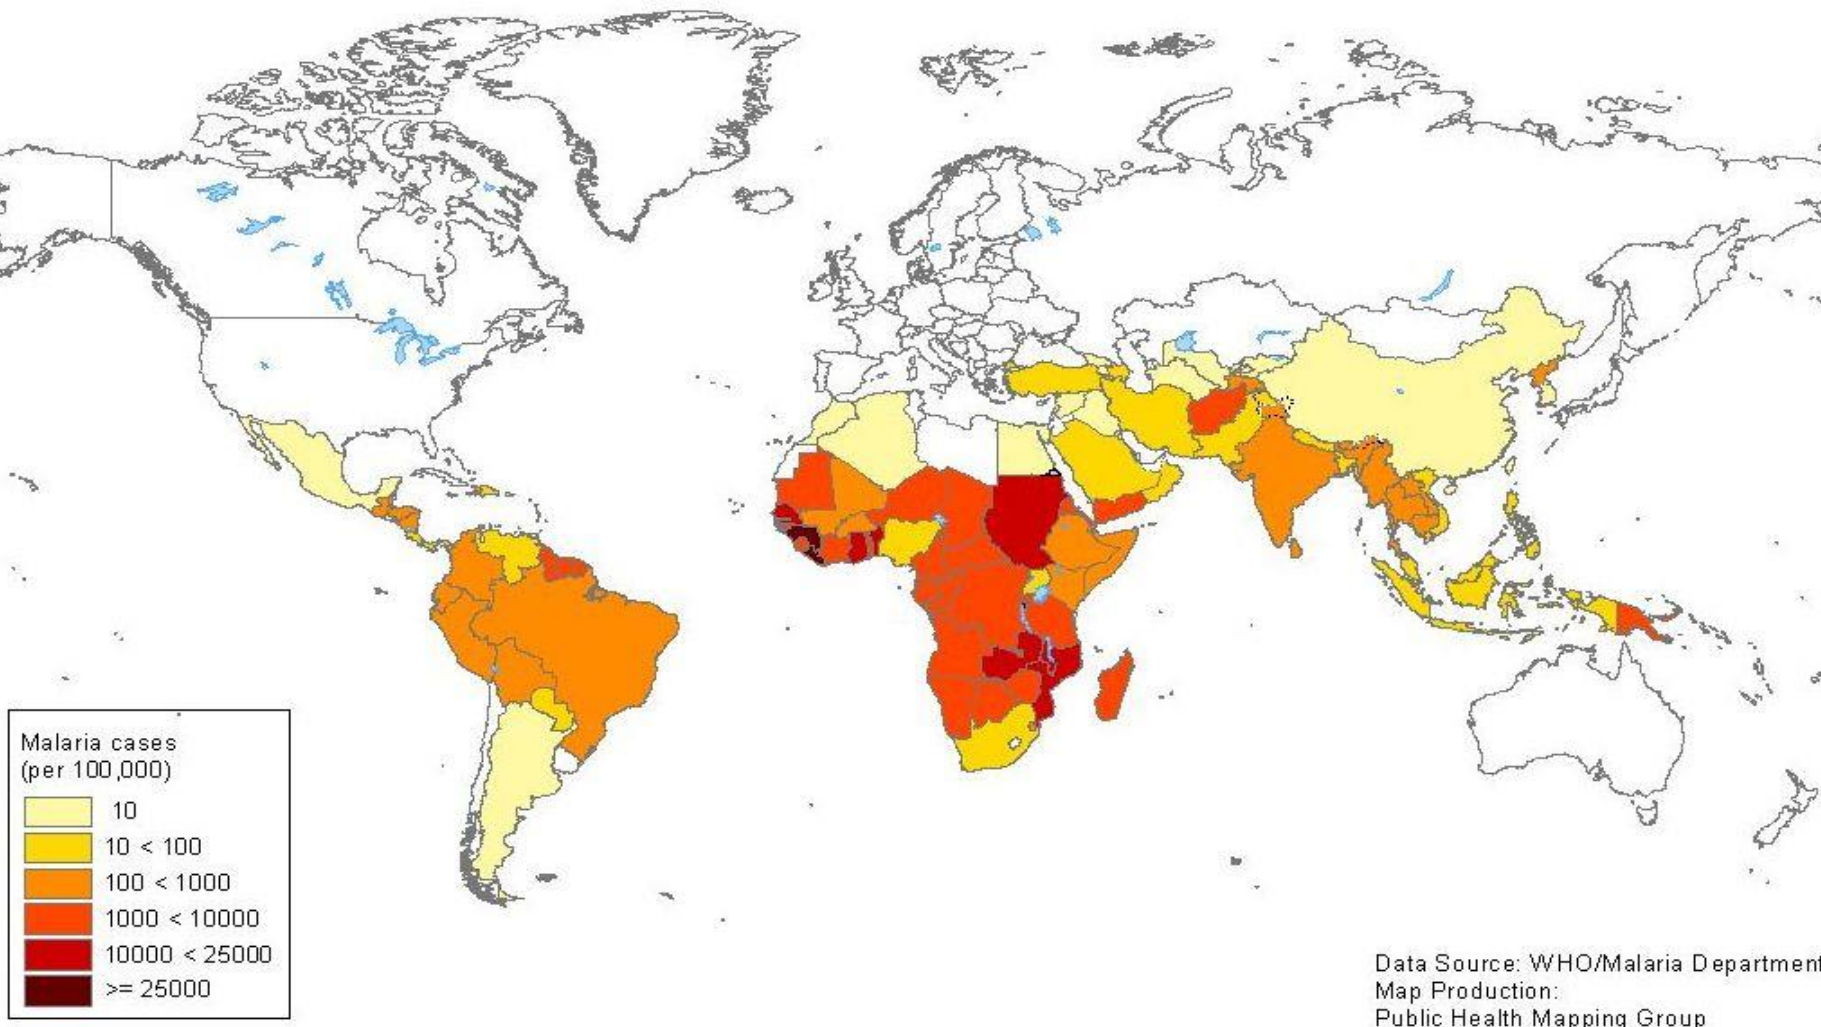 Malaria cases
(per 100,000)
10
10 < 100
100 < 1000
1000 < 10000
10000 < 25000
>= 25000
Data Source: WHO/Malaria Department
Map Production:
Public Health Mapping Group